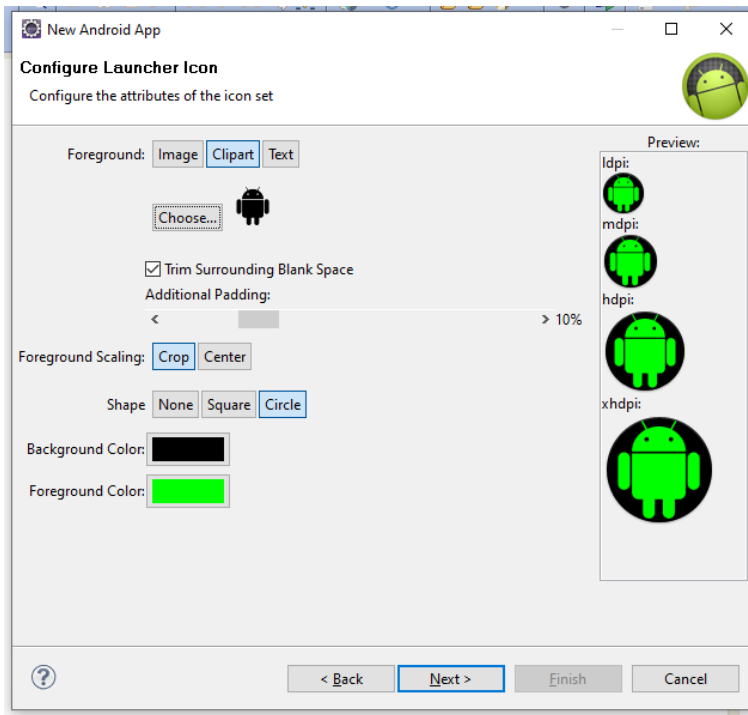 New Android App
Configure Launcher Icon
Configure the attributes of the icon set
Preview:
Foreground: Image Clipart Text
ldpi:
Choose...
mdpi:
Trim Surrounding Blank Space
Additional Padding:
hdpi:
< > 10%
Foreground Scaling: Crop Center
Shape None Square Circle
xhdpi:
Background Color:
Foreground Color:
? < Back Next > Finish Cancel